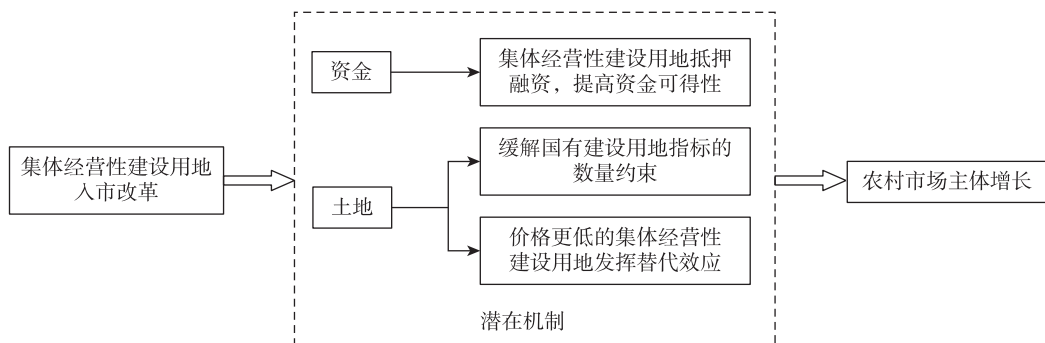 集体经营性建设用地
入市改革
资金
集体经营性建设用地抵押
融资，提高资金可得性
土地
缓解国有建设用地指标的
数量约束
价格更低的集体经营性
建设用地发挥替代效应
潜在机制
农村市场主体增长